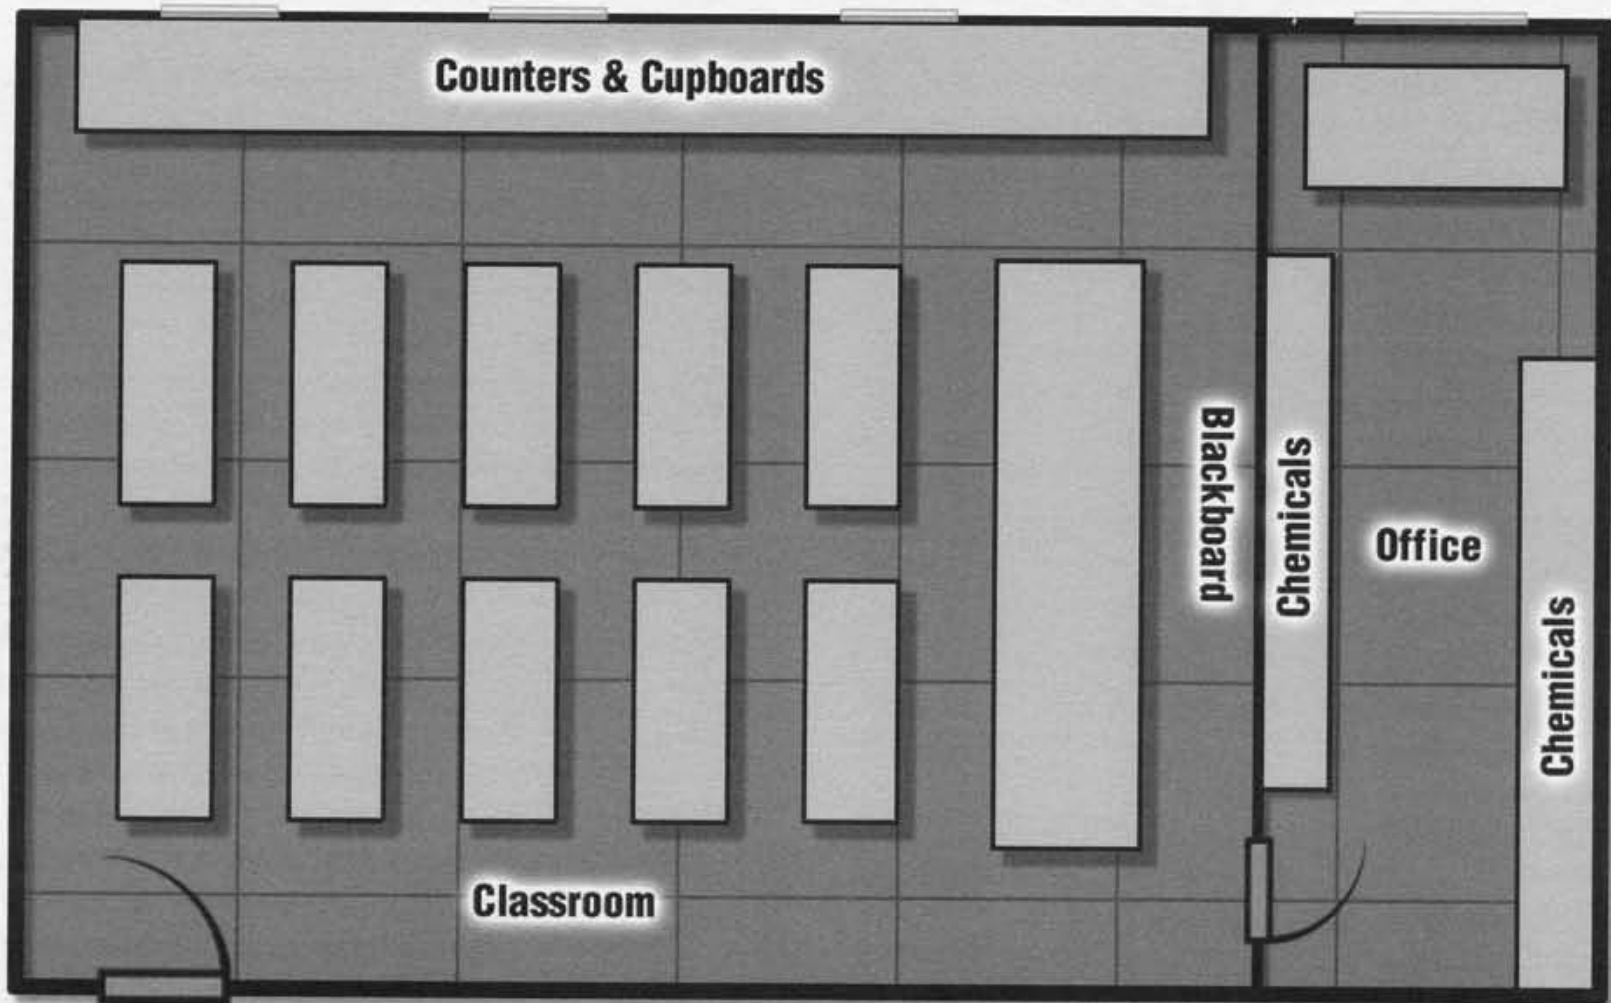 Counters & Cupboards
Blackboard
Chemicals
Office
Chemicals
Classroom